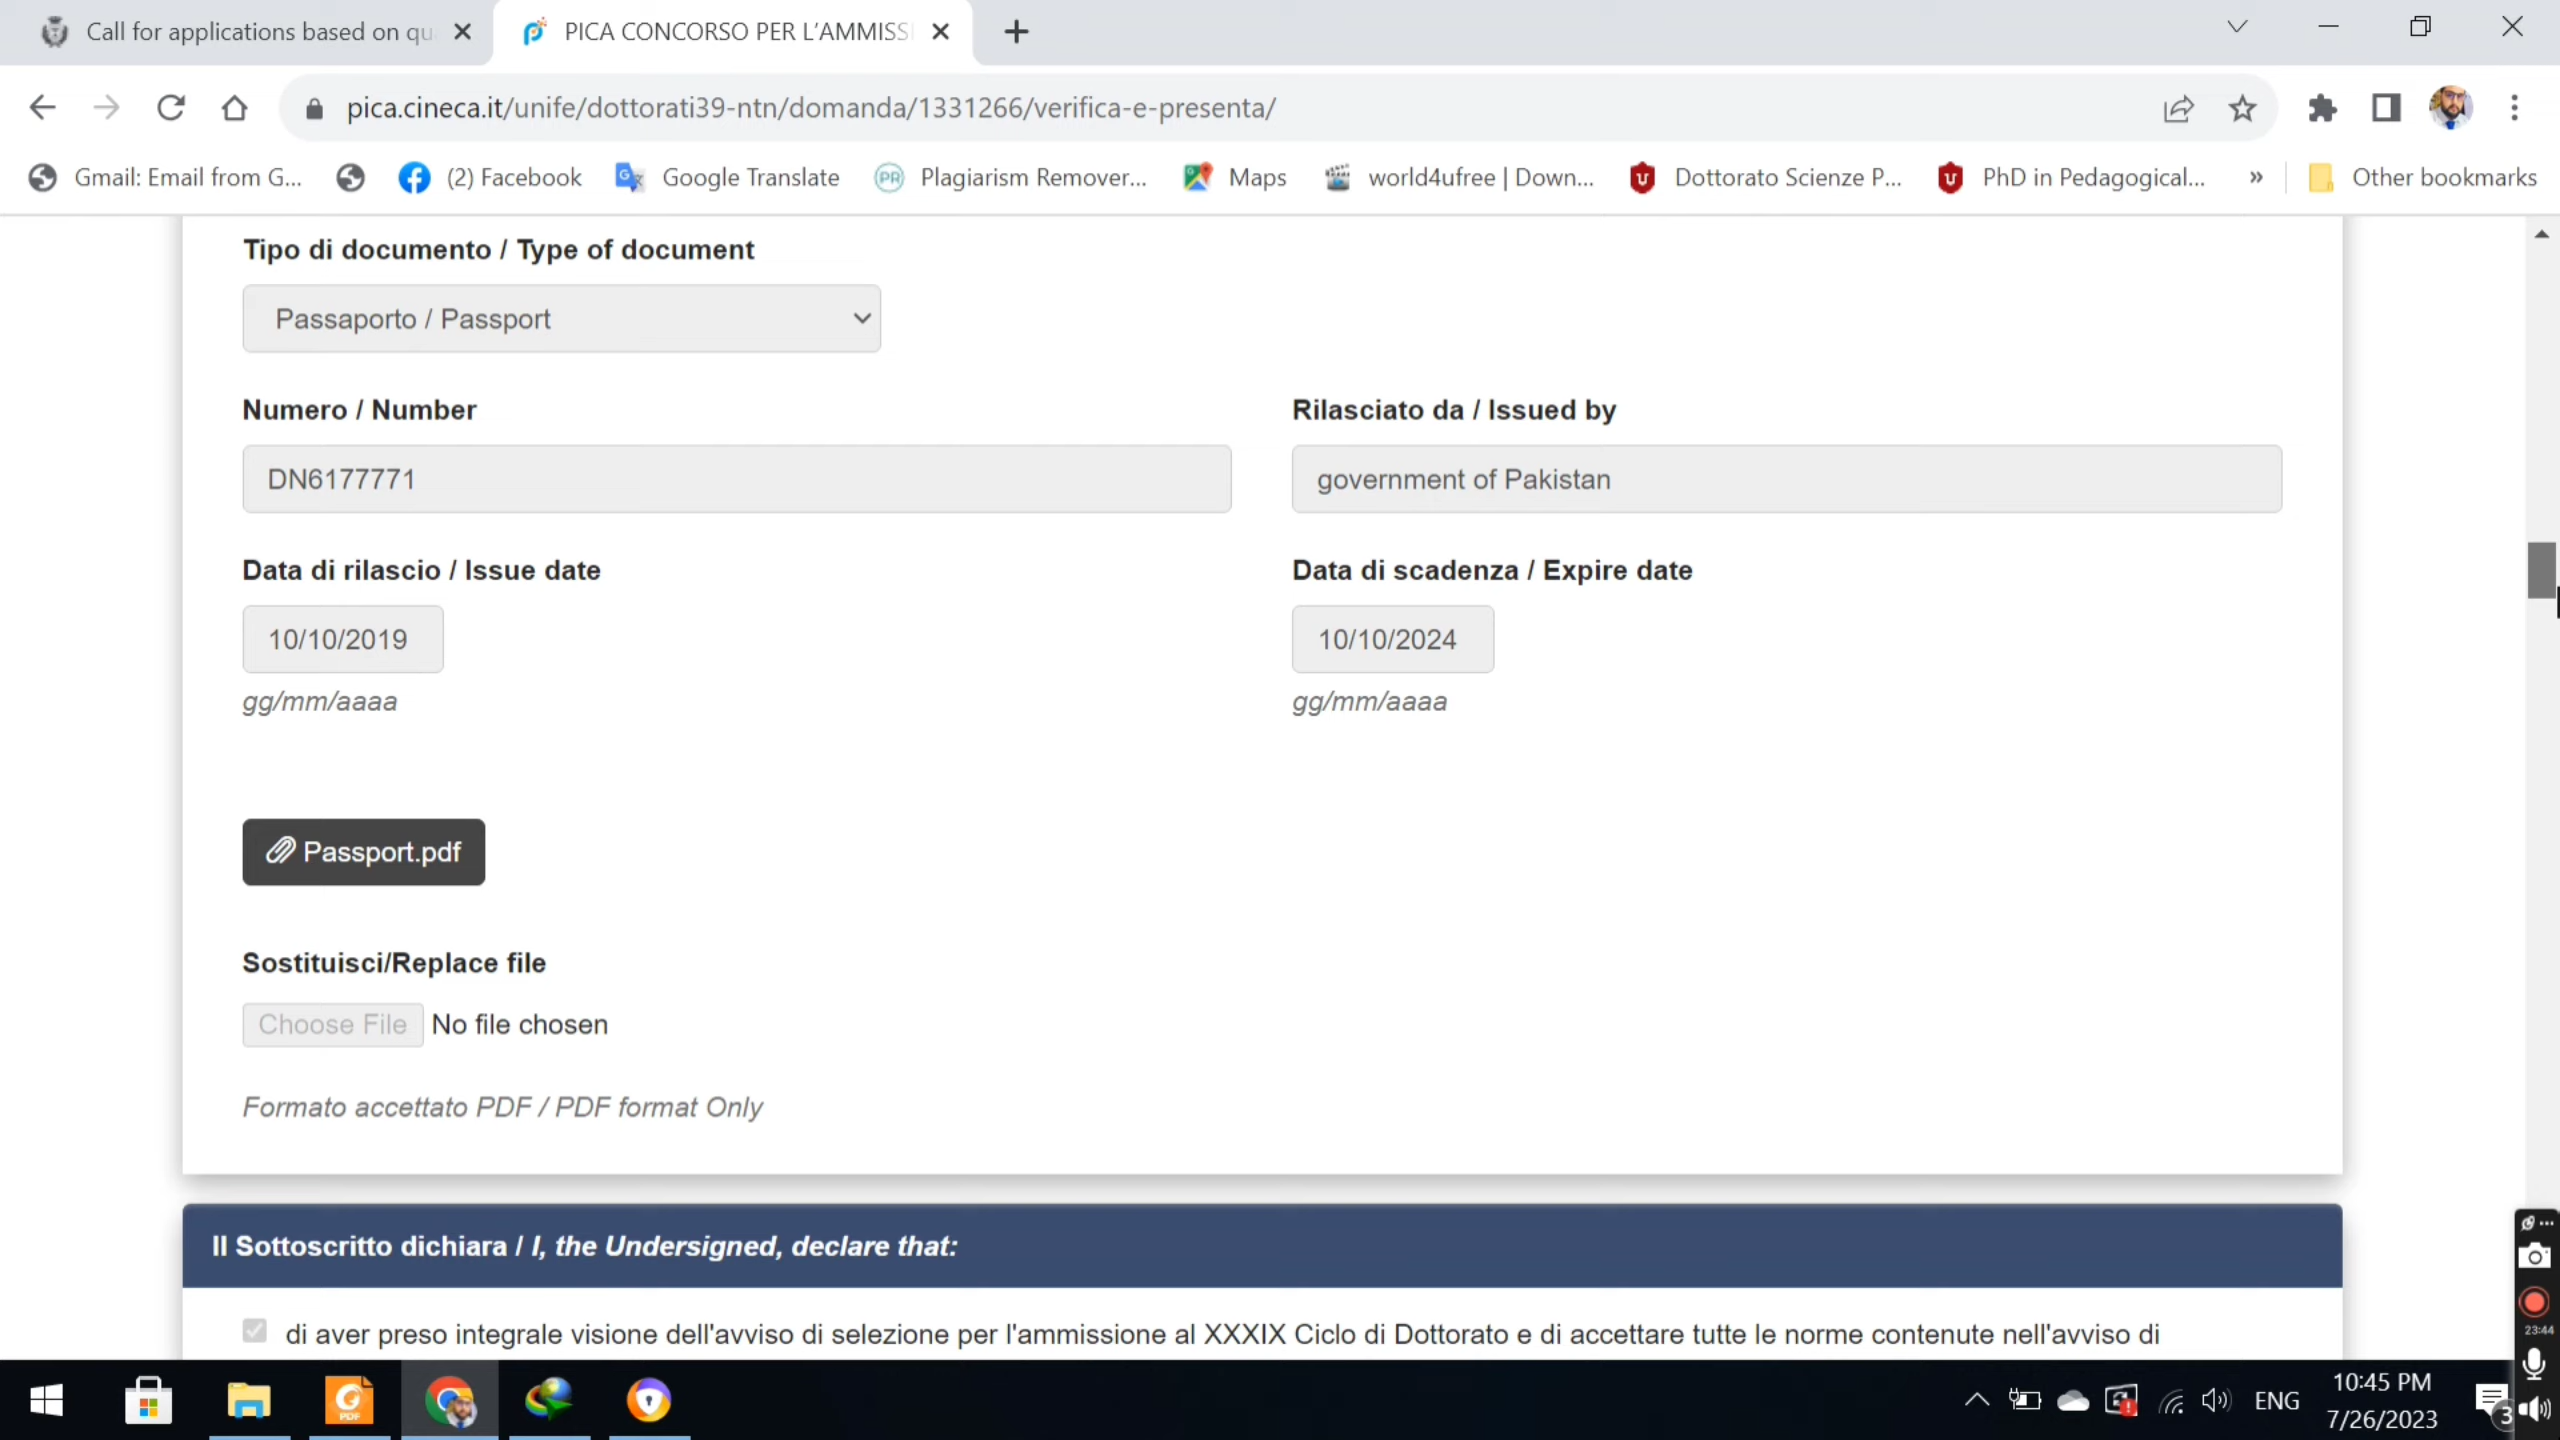 Call for applications based on qu
PICA CONCORSO PER L'AMMISS
pica.cineca.it/unife/dottorati39-ntn/domanda/1331266/verifica-e-presenta/
Gmail: Email from G...
(2) Facebook
Google Translate
PR
Plagiarism Remover...
Maps
world4ufree | Down...
Dottorato Scienze P...
PhD in Pedagogical...
»
Other bookmarks
Tipo di documento / Type of document
Passaporto / Passport
Numero / Number
Rilasciato da / Issued by
DN6177771
government of Pakistan
Data di rilascio / Issue date
Data di scadenza / Expire date
10/10/2019
10/10/2024
gg/mm/aaaa
gg/mm/aaaa
Passport.pdf
Sostituisci/Replace file
Choose File No file chosen
Formato accettato PDF / PDF format Only
Il Sottoscritto dichiara / I, the Undersigned, declare that:
di aver preso integrale visione dell'avviso di selezione per l'ammissione al XXXIX Ciclo di Dottorato e di accettare tutte le norme contenute nell'avviso di
23:44
PDF
ENG
10:45 PM
7/26/2023
3